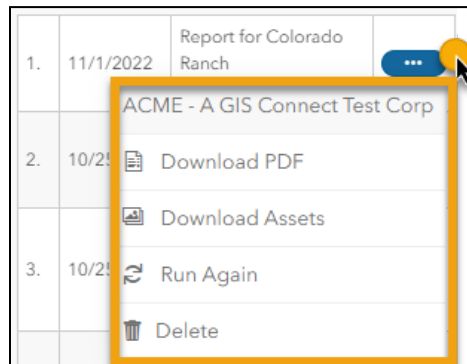 1.
11/1/2022
Report for Colorado
Ranch
ACME - A GIS Connect Test Corp
2.
10/25
Download PDF
Download Assets
3.
10/25
Run Again
Delete